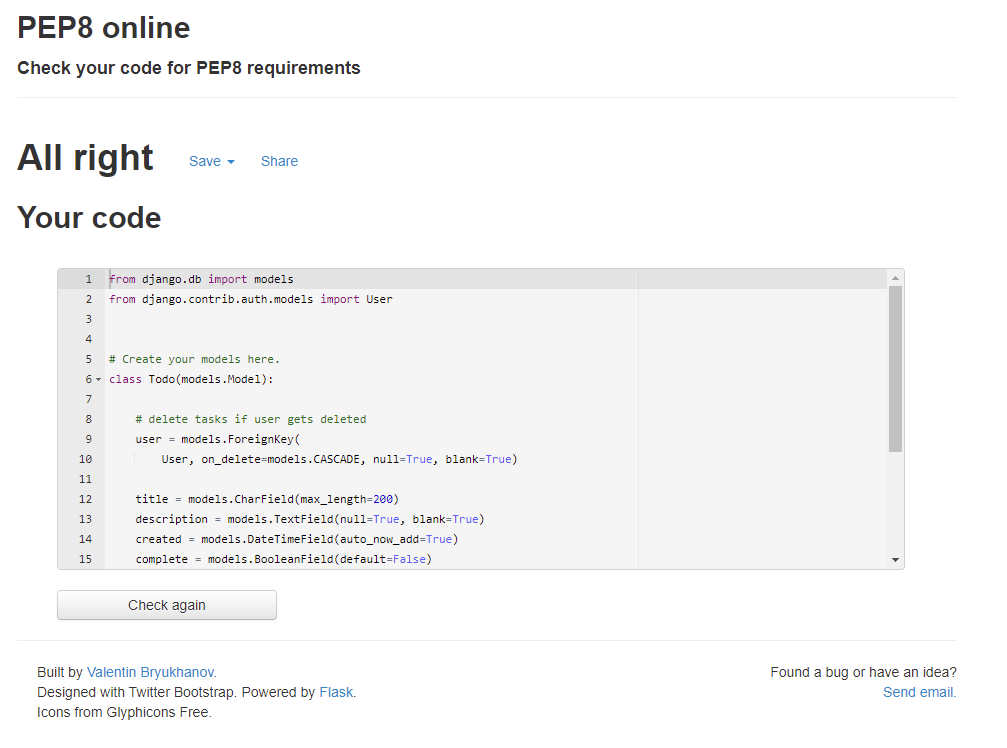 PEP8 online
Check your code for PEP8 requirements
All right
Save
Share
Your code
1 from django.db import models
2 from django.contrib.auth.models import User
3
4
5 # Create your models here.
6 class Todo(models.Model):
7
8     # delete tasks if user gets deleted
9     user = models.ForeignKey(
10         User, on_delete=models.CASCADE, null=True, blank=True)
11
12     title = models.CharField(max_length=200)
13     description = models.TextField(null=True, blank=True)
14     created = models.DateTimeField(auto_now_add=True)
15     complete = models.BooleanField(default=False)
Check again
Built by Valentin Bryukhanov.
Designed with Twitter Bootstrap. Powered by Flask.
Icons from Glyphicons Free.
Found a bug or have an idea?
Send email.